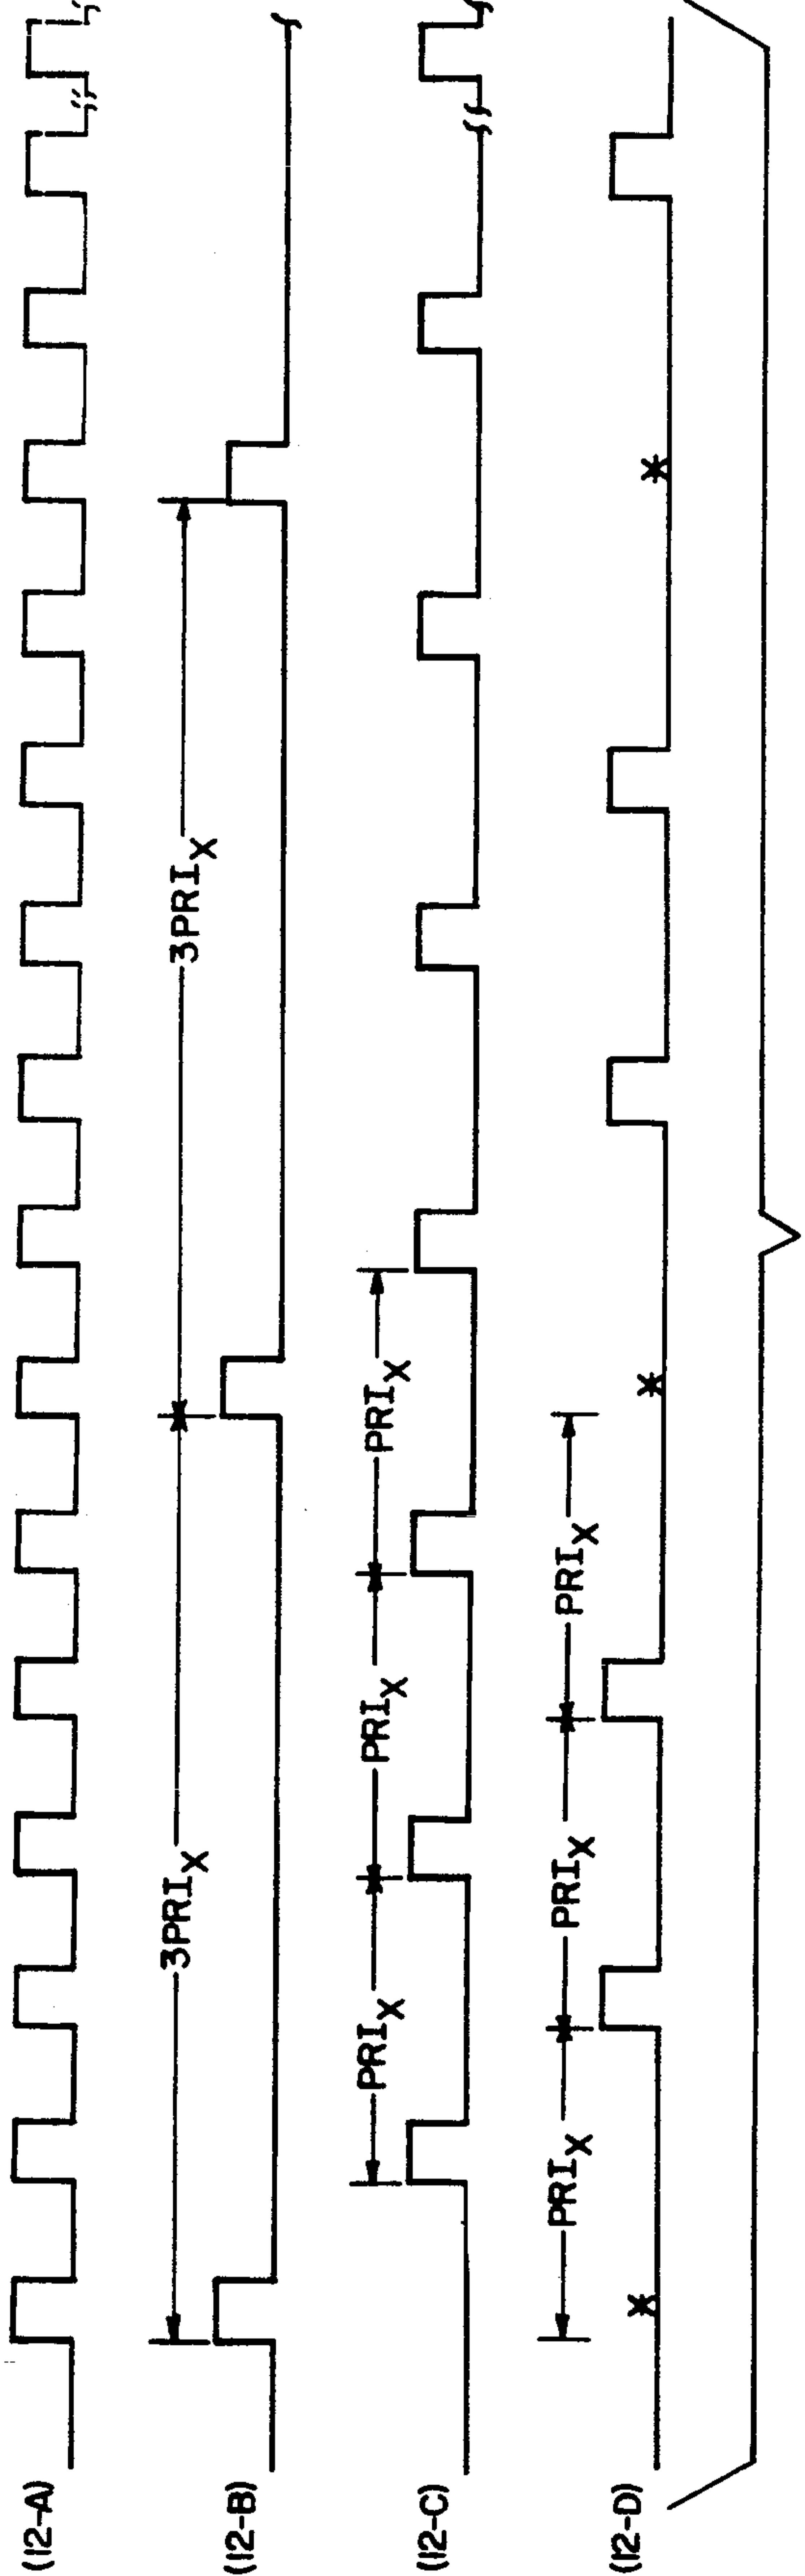 (12-A)
(12-B)
3PRIX
3PRIX
(12-C)
PRIX
PRIX
PRIX
(12-D)
*
PRIX
PRIX
PRIX
*
*